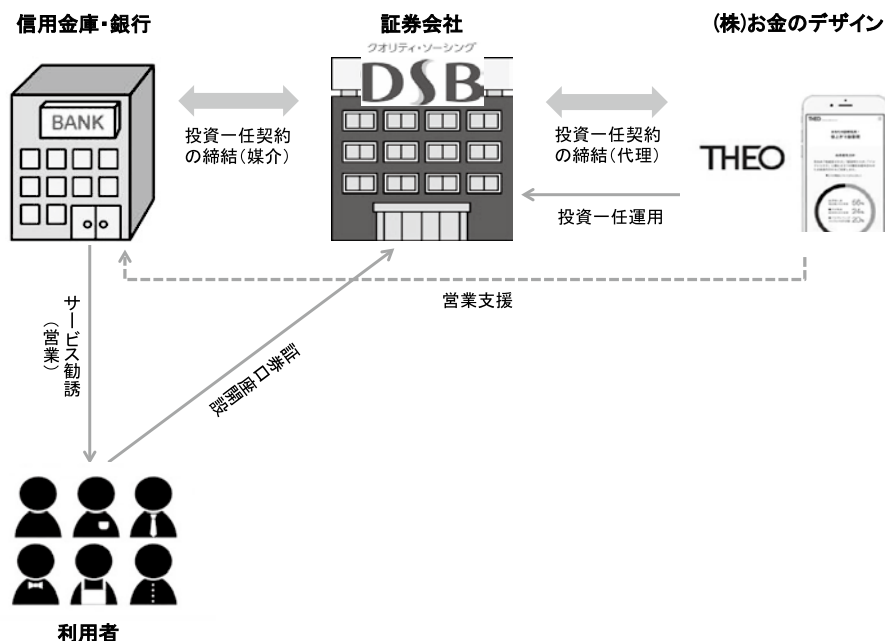 信用金庫・銀行
証券会社
(株)お金のデザイン
クオリティ・ソーシング
DSB
BANK
投資一任契約
の締結(媒介)
投資一任契約
の締結(代理)
THEO
THEO
投資一任運用
営業支援
サービス勧誘
(営業)
証券口座開設
利用者